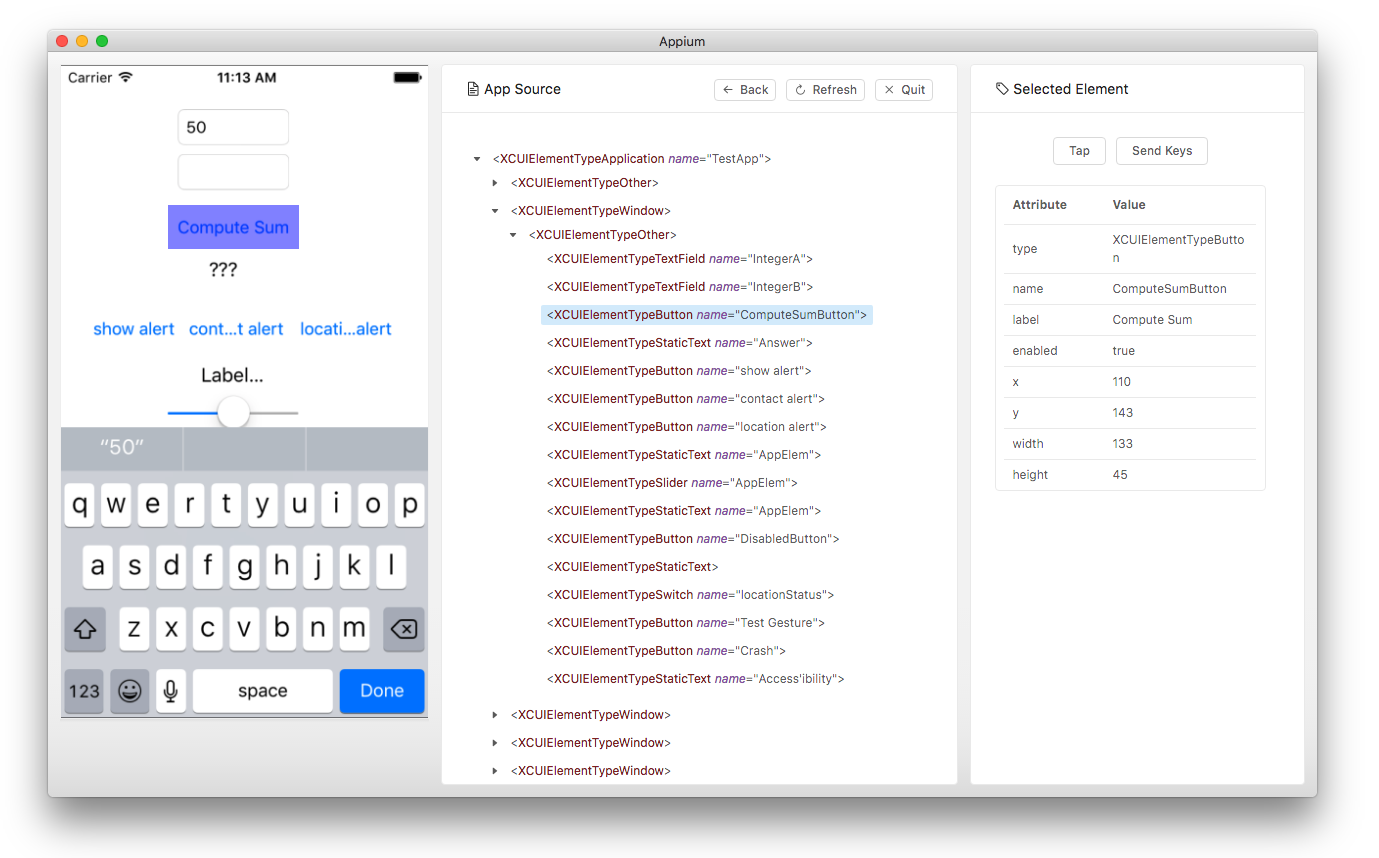 Appium
Carrier 11:13 AM
50
Compute Sum
???
show alert cont...t alert locati...alert
Label...
“50”
q w e r t y u i o p
a s d f g h j k l
z x c v b n m
123 space Done
App Source
Back Refresh Quit
<XCUIElementTypeApplication name="TestApp">
<XCUIElementTypeOther>
<XCUIElementTypeWindow>
<XCUIElementTypeOther>
<XCUIElementTypeTextField name="IntegerA">
<XCUIElementTypeTextField name="IntegerB">
<XCUIElementTypeButton name="ComputeSumButton">
<XCUIElementTypeStaticText name="Answer">
<XCUIElementTypeButton name="show alert">
<XCUIElementTypeButton name="contact alert">
<XCUIElementTypeButton name="location alert">
<XCUIElementTypeStaticText name="AppElem">
<XCUIElementTypeSlider name="AppElem">
<XCUIElementTypeStaticText name="AppElem">
<XCUIElementTypeButton name="DisabledButton">
<XCUIElementTypeStaticText>
<XCUIElementTypeSwitch name="locationStatus">
<XCUIElementTypeButton name="Test Gesture">
<XCUIElementTypeButton name="Crash">
<XCUIElementTypeStaticText name="Access'ibility">
<XCUIElementTypeWindow>
<XCUIElementTypeWindow>
<XCUIElementTypeWindow>
Selected Element
Tap Send Keys
Attribute Value
type XCUIElementTypeButto
n
name ComputeSumButton
label Compute Sum
enabled true
x 110
y 143
width 133
height 45